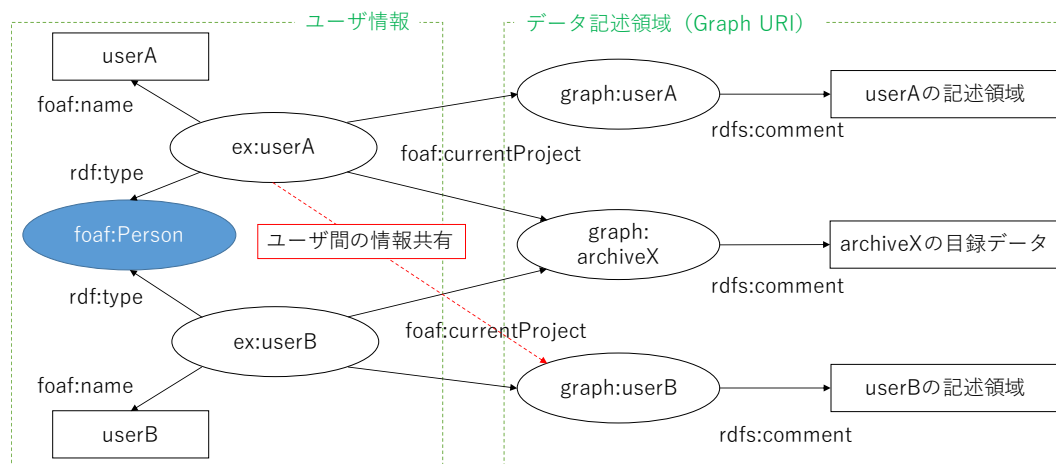 ユーザ情報
データ記述領域（Graph URI）
userA
foaf:name
ex:userA
rdf:type
foaf:Person
rdf:type
ex:userB
foaf:name
userB
foaf:currentProject
ユーザ間の情報共有
foaf:currentProject
graph:userA
rdfs:comment
userAの記述領域
graph:
archiveX
rdfs:comment
archiveXの目録データ
graph:userB
rdfs:comment
userBの記述領域